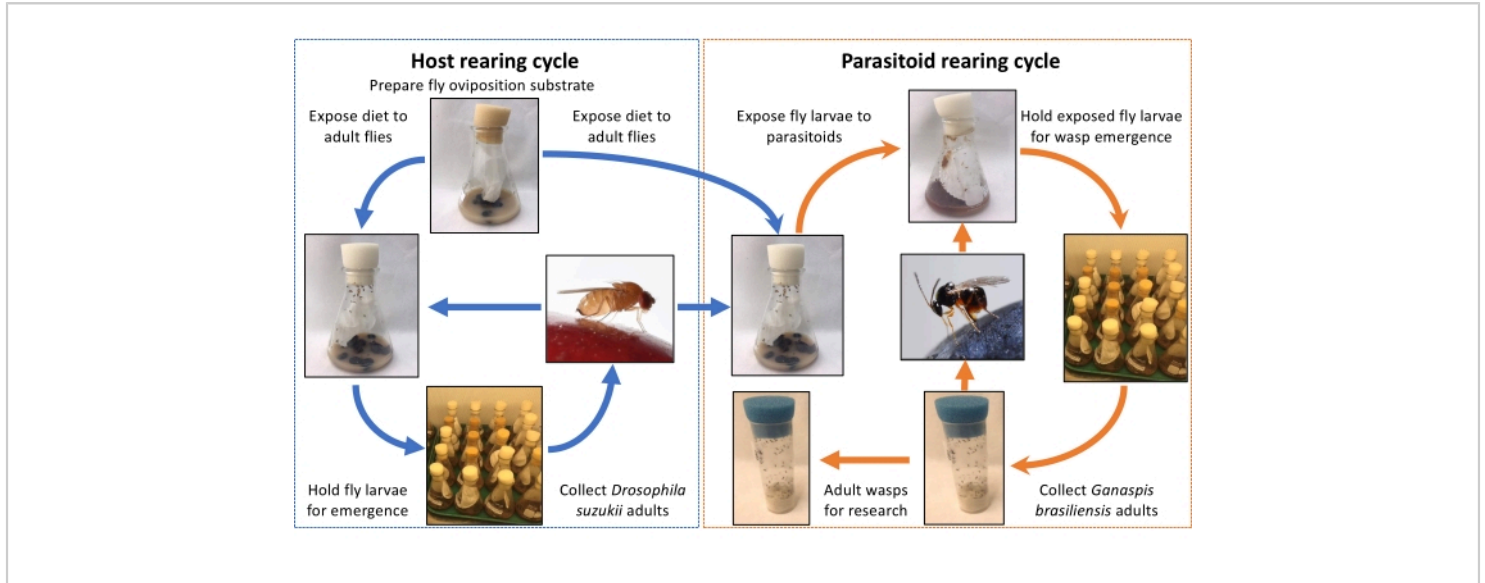 Host rearing cycle
Prepare fly oviposition substrate
Expose diet to
adult flies
Expose diet to
adult flies
Hold fly larvae
for emergence
Collect Drosophila
suzukii adults
Parasitoid rearing cycle
Expose fly larvae to
parasitoids
Hold exposed fly larvae
for wasp emergence
Adult wasps
for research
Collect Ganaspis
brasiliensis adults